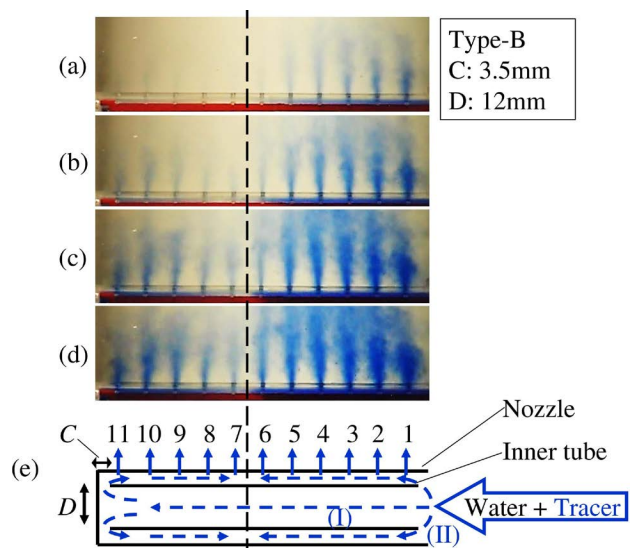 (a)
Type-B
C: 3.5mm
D: 12mm
(b)
(c)
(d)
C 11 10 9 8 7 6 5 4 3 2 1 Nozzle
Inner tube
(e)
D
(I)
Water + Tracer
(II)